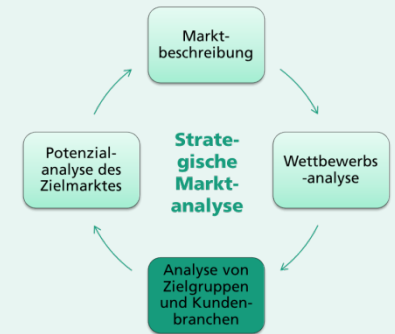 Markt-
beschreibung
Strate-
gische
Markt-
analyse
Potenzial-
analyse des
Zielmarktes
Wettbewerbs
-analyse
Analyse von
Zielgruppen
und Kunden-
branchen